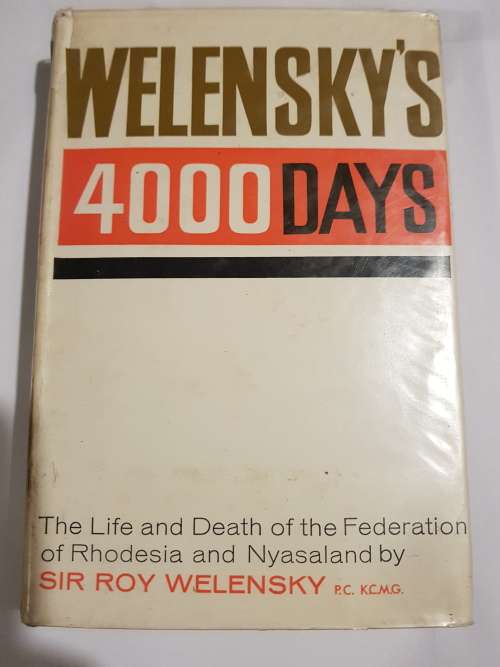 WELENSKY'S
4000 DAYS
The Life and Death of the Federation
of Rhodesia and Nyasaland by
SIR ROY WELENSKY P.C. K.C.M.G.